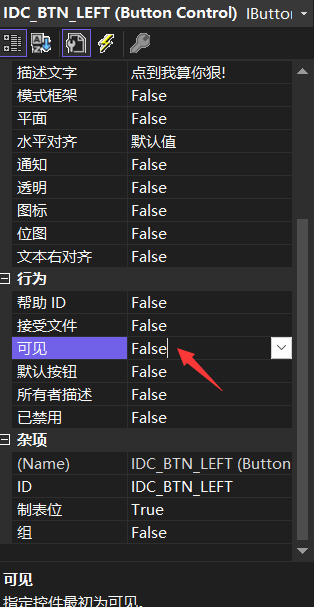 IDC_BTN_LEFT (Button Control) IButton
描述文字 点到我算你狠!
模式框架 False
平面 False
水平对齐 默认值
通知 False
透明 False
图标 False
位图 False
文本右对齐 False
行为
帮助 ID False
接受文件 False
可见 False
默认按钮 False
所有者描述 False
已禁用 False
杂项
(Name) IDC_BTN_LEFT (Button
ID IDC_BTN_LEFT
制表位 True
组 False
可见
指定控件最初为可见。